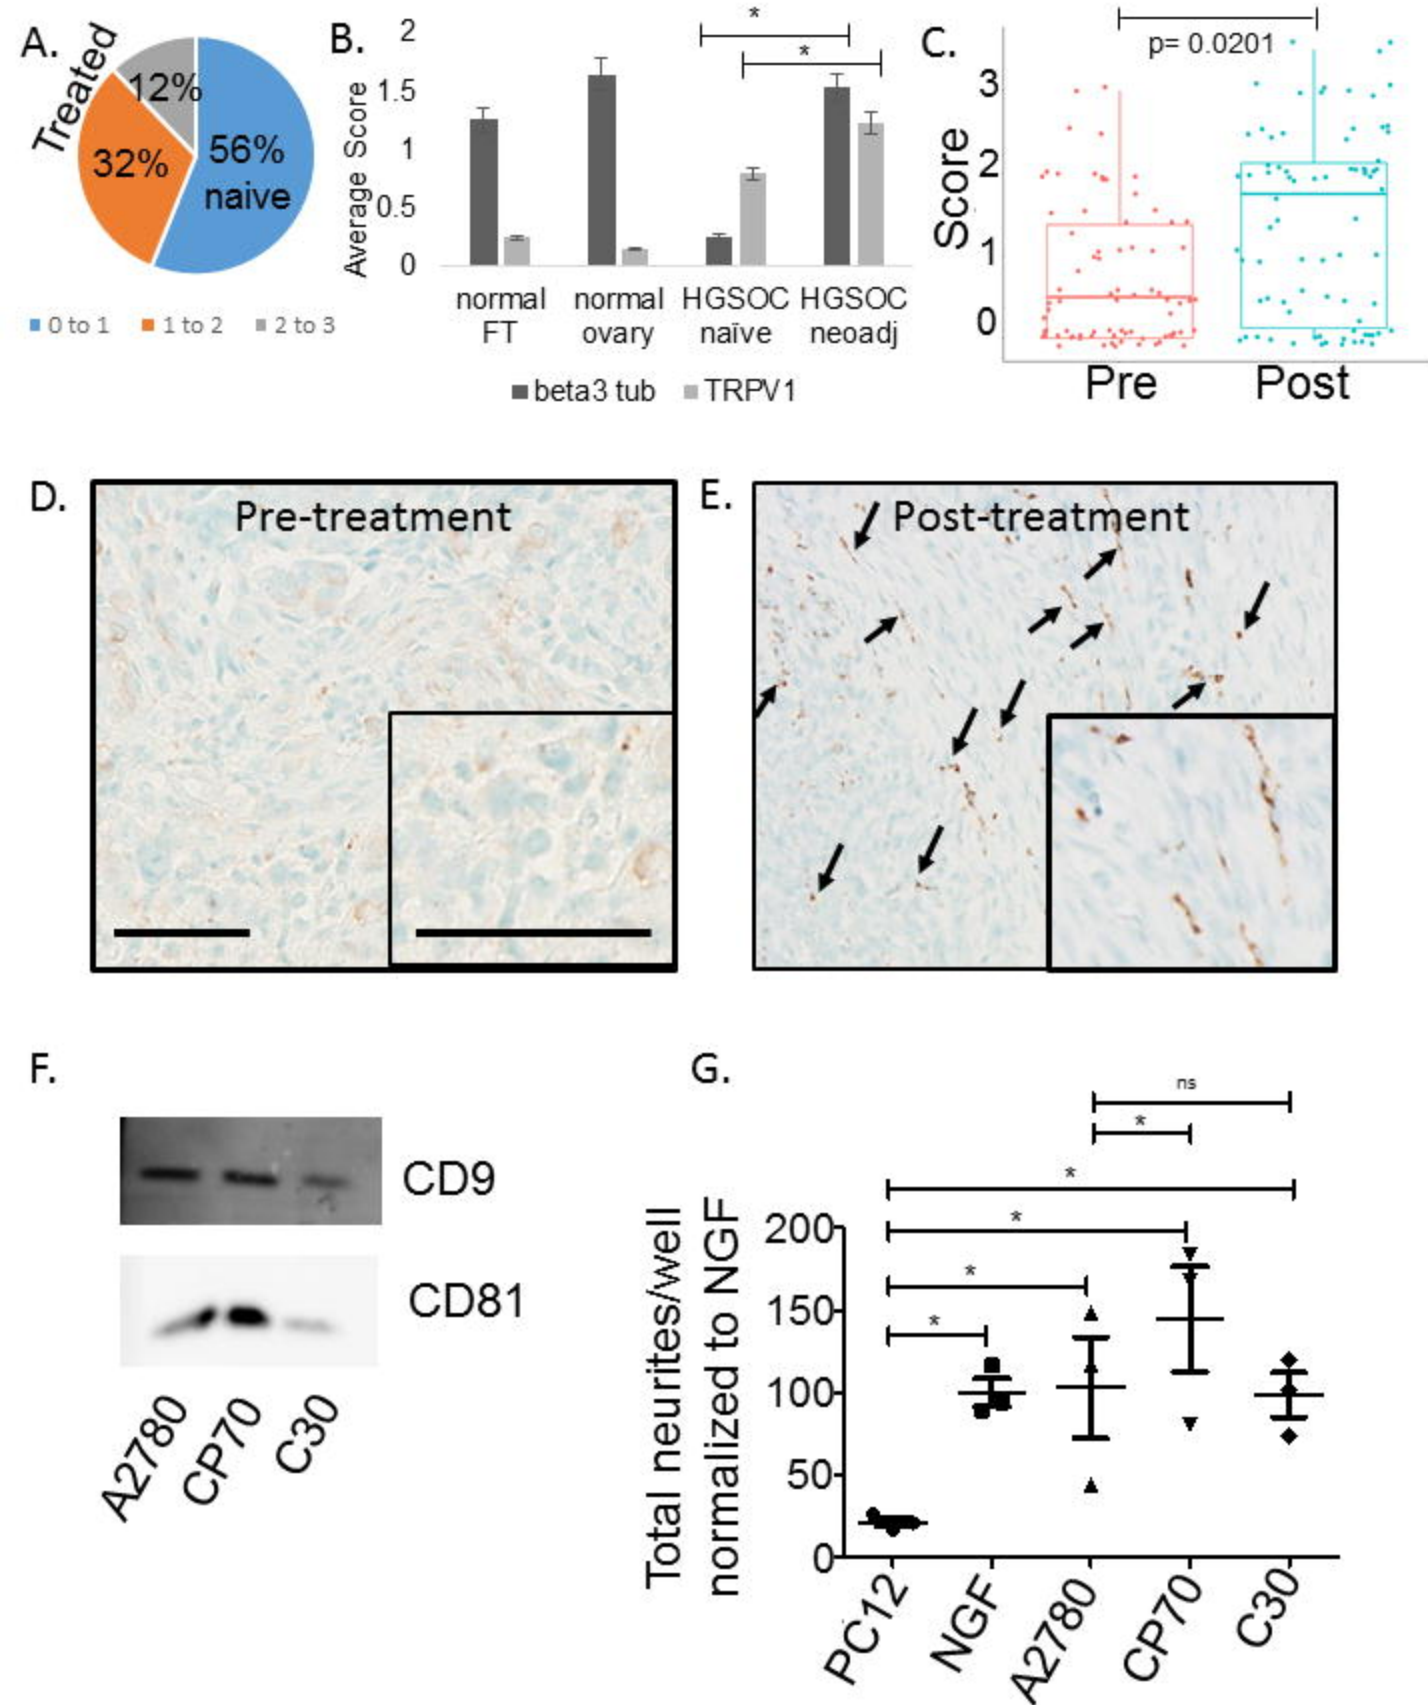 A.
Treated
12%
32%
56%
naive
0 to 1
1 to 2
2 to 3
B.
Average Score
2
1.5
1
0.5
0
*
*
normal FT
normal ovary
HGSOC naïve
HGSOC neoadj
beta3 tub
TRPV1
C.
p= 0.0201
Score
3
2
1
0
Pre
Post
D.
Pre-treatment
E.
Post-treatment
F.
CD9
CD81
A2780
CP70
C30
G.
ns
*
*
*
*
*
Total neurites/well
normalized to NGF
200
150
100
50
0
PC12
NGF
A2780
CP70
C30